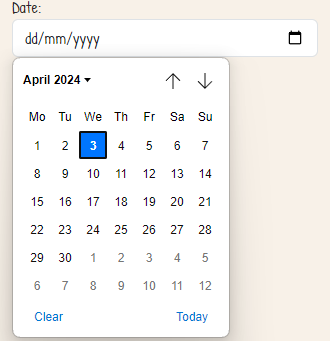 Date:
dd/mm/yyyy
April 2024
Mo Tu We Th Fr Sa Su
1 2 3 4 5 6 7
8 9 10 11 12 13 14
15 16 17 18 19 20 21
22 23 24 25 26 27 28
29 30 1 2 3 4 5
6 7 8 9 10 11 12
Clear Today